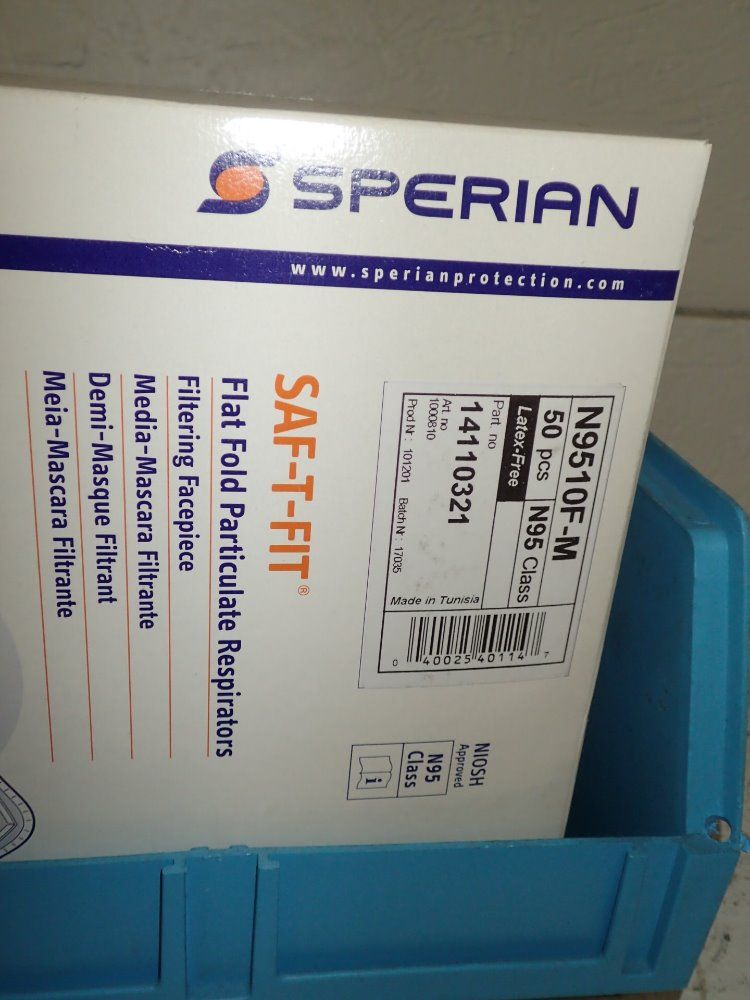 SPERIAN
www.sperianprotection.com
N9510F-M
50 pcs
N95 Class
Latex-Free
Part. no
14110321
Art. no
1000810
Prod Nr : 101201 Batch Nr : 17035
Made in Tunisia
0 40025 40114 7
SAF-T-FIT®
Flat Fold Particulate Respirators
Filtering Facepiece
Media-Mascara Filtrante
Demi-Masque Filtrant
Meia-Mascara Filtrante
NIOSH
Approved
N95
Class
i